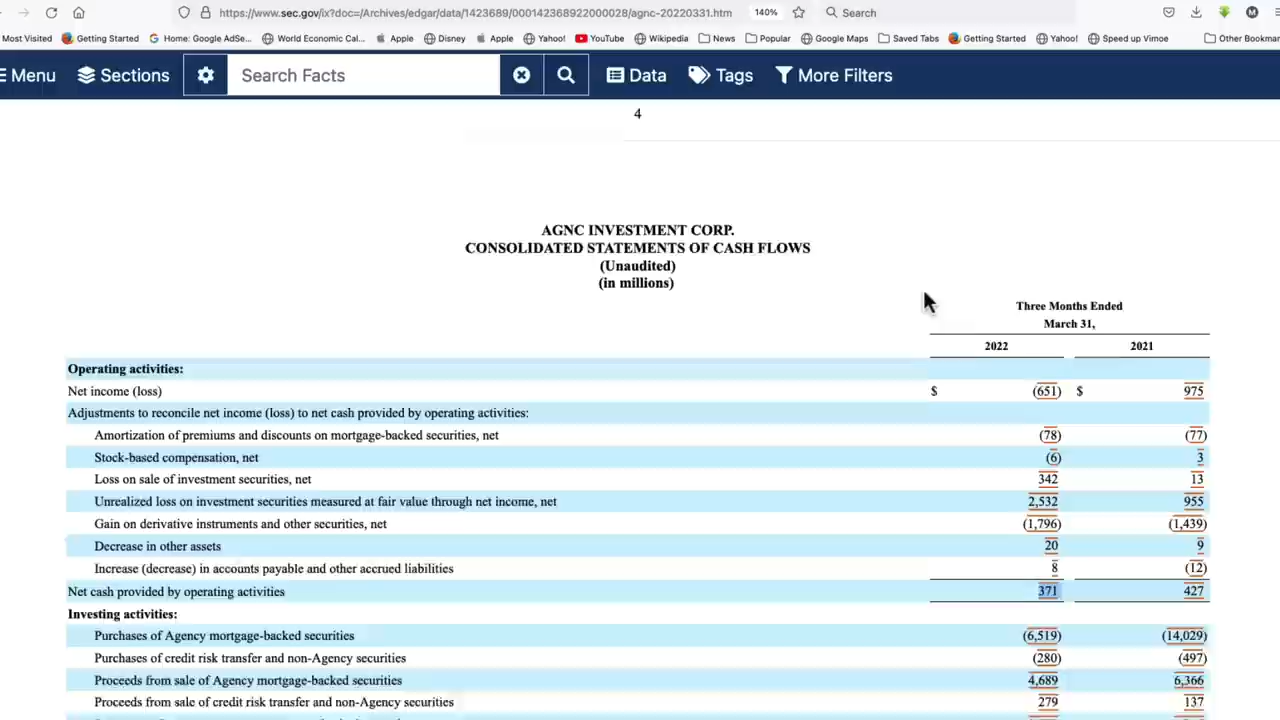 https://www.sec.gov/ix?doc=/Archives/edgar/data/1423689/000142368922000028/agnc-20220331.htm 140% Search
Most Visited Getting Started Home: Google AdSe... World Economic Cal... Apple Disney Apple Yahoo! YouTube Wikipedia News Popular Google Maps Saved Tabs Getting Started Yahoo! Speed up Vimoe Other Bookmar
Menu Sections Search Facts Data Tags More Filters
4
AGNC INVESTMENT CORP.
CONSOLIDATED STATEMENTS OF CASH FLOWS
(Unaudited)
(in millions)
Three Months Ended
March 31,
2022 2021
Operating activities:
Net income (loss) $ (651) $ 975
Adjustments to reconcile net income (loss) to net cash provided by operating activities:
Amortization of premiums and discounts on mortgage-backed securities, net (78) (77)
Stock-based compensation, net (6) 3
Loss on sale of investment securities, net 342 13
Unrealized loss on investment securities measured at fair value through net income, net 2,532 955
Gain on derivative instruments and other securities, net (1,796) (1,439)
Decrease in other assets 20 9
Increase (decrease) in accounts payable and other accrued liabilities 8 (12)
Net cash provided by operating activities 371 427
Investing activities:
Purchases of Agency mortgage-backed securities (6,519) (14,029)
Purchases of credit risk transfer and non-Agency securities (280) (497)
Proceeds from sale of Agency mortgage-backed securities 4,689 6,366
Proceeds from sale of credit risk transfer and non-Agency securities 279 137